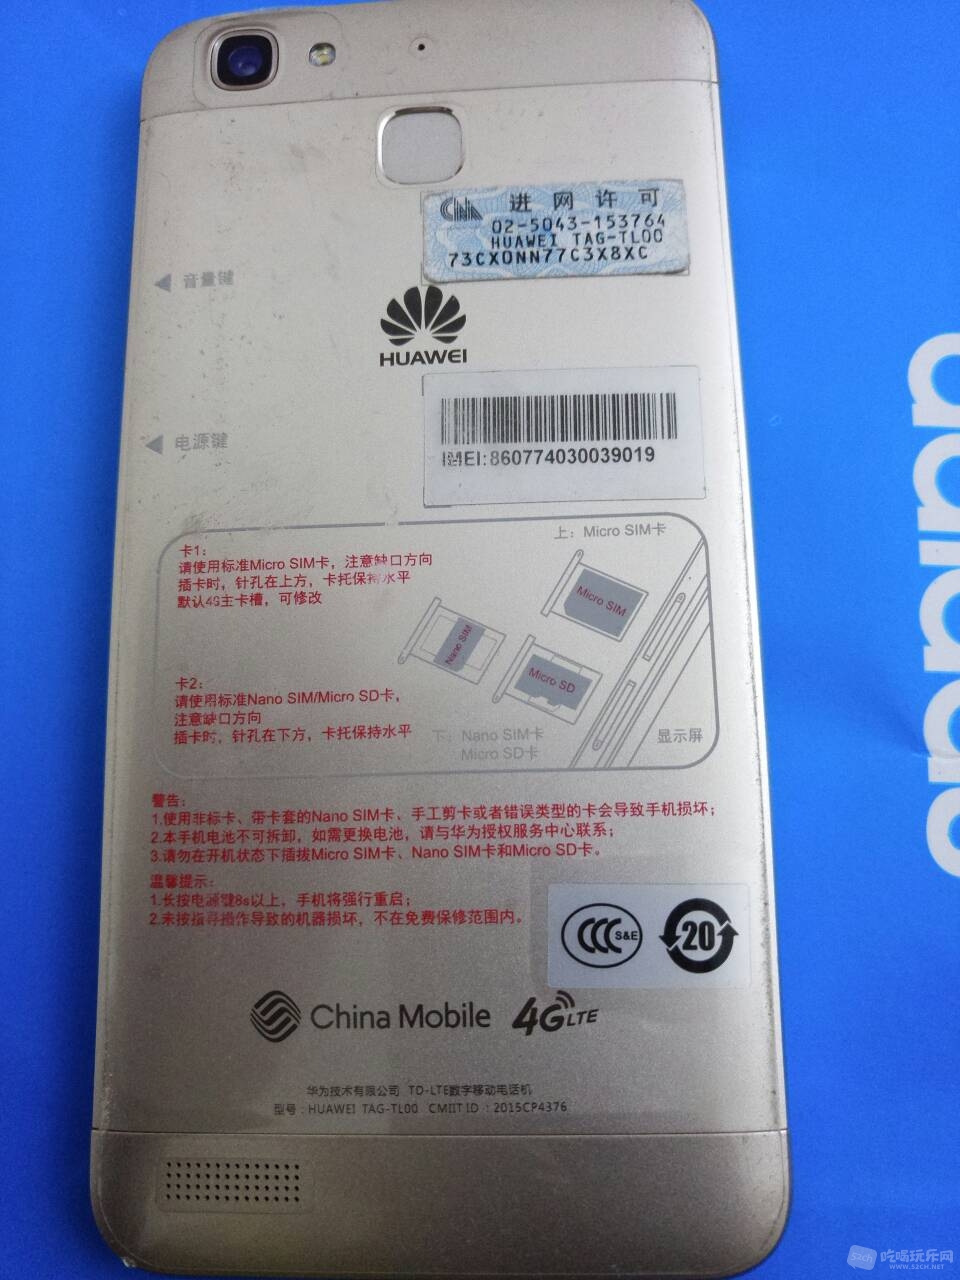 CNA 进网许可
02-5043-153764
HUAWEI TAG-TL00
73CX0NN77C3X8XC
音量键
HUAWEI
电源键
IMEI:860774030039019
上：Micro SIM卡
卡1：
请使用标准Micro SIM卡，注意缺口方向
插卡时，针孔在上方，卡托保持水平
默认4G主卡槽，可修改
Micro SIM
Nano SIM
Micro SD
卡2：
请使用标准Nano SIM/Micro SD卡，
注意缺口方向
插卡时，针孔在下方，卡托保持水平
下：Nano SIM卡
Micro SD卡
显示屏
警告：
1.使用非标卡、带卡套的Nano SIM卡、手工剪卡或者错误类型的卡会导致手机损坏；
2.本手机电池不可拆卸，如需更换电池，请与华为授权服务中心联系；
3.请勿在开机状态下插拔Micro SIM卡、Nano SIM卡和Micro SD卡。
温馨提示：
1.长按电源键8s以上，手机将强行重启；
2.未按指导操作导致的机器损坏，不在免费保修范围内。
CCC S&E
20
China Mobile 4G LTE
华为技术有限公司 TD-LTE数字移动电话机
型号：HUAWEI TAG-TL00 CMIIT ID：2015CP4376
52ch 吃喝玩乐网
WWW.52CH.NET